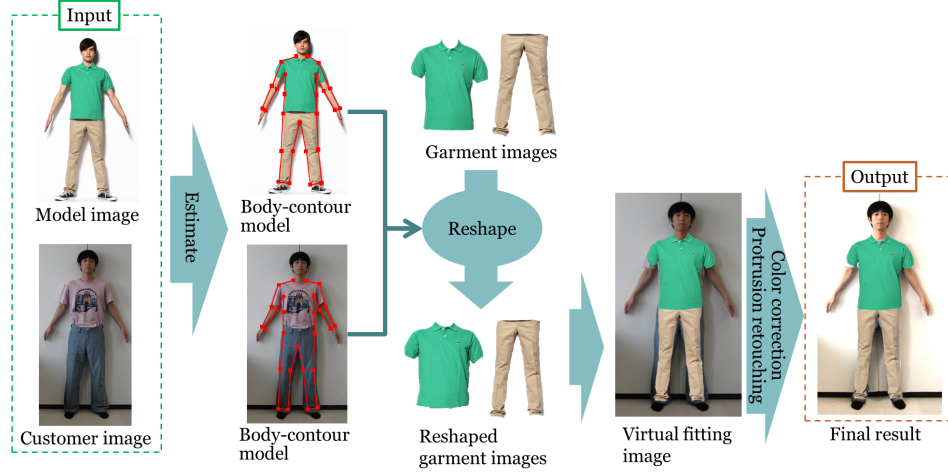 Input
Model image
Customer image
Estimate
Body-contour
model
Body-contour
model
Garment images
Reshape
Reshaped
garment images
Virtual fitting
image
Color correction
Protrusion retouching
Output
Final result